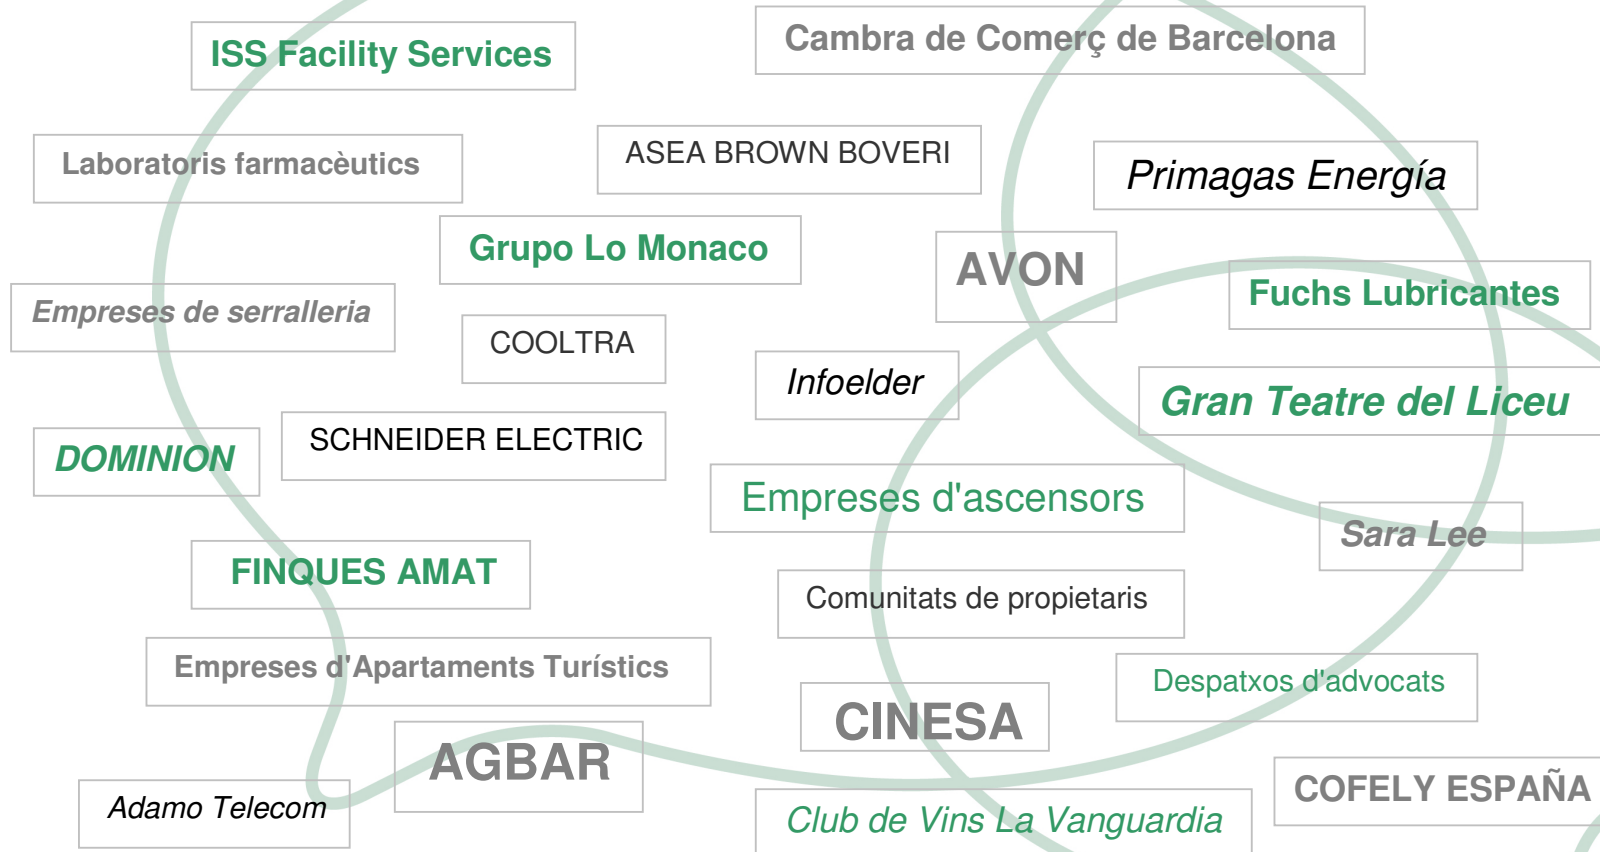 ISS Facility Services
Cambra de Comerç de Barcelona
Laboratoris farmacèutics
ASEA BROWN BOVERI
Primagas Energía
Grupo Lo Monaco
AVON
Fuchs Lubricantes
Empreses de serralleria
COOLTRA
Infoelder
Gran Teatre del Liceu
DOMINION
SCHNEIDER ELECTRIC
Empreses d'ascensors
Sara Lee
FINQUES AMAT
Comunitats de propietaris
Empreses d'Apartaments Turístics
Despatxos d'advocats
CINESA
AGBAR
COFELY ESPAÑA
Adamo Telecom
Club de Vins La Vanguardia